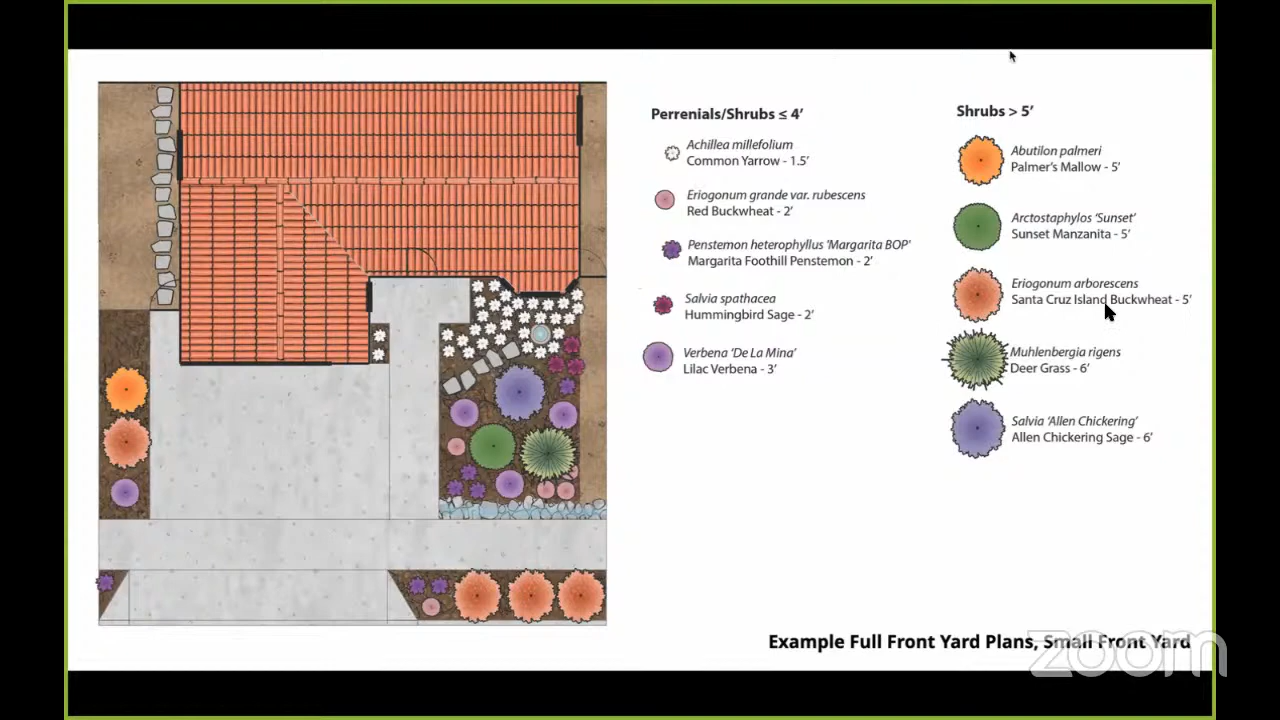 Perrenials/Shrubs ≤ 4'
Achillea millefolium
Common Yarrow - 1.5'
Eriogonum grande var. rubescens
Red Buckwheat - 2'
Penstemon heterophyllus 'Margarita BOP'
Margarita Foothill Penstemon - 2'
Salvia spathacea
Hummingbird Sage - 2'
Verbena 'De La Mina'
Lilac Verbena - 3'
Shrubs > 5'
Abutilon palmeri
Palmer's Mallow - 5'
Arctostaphylos 'Sunset'
Sunset Manzanita - 5'
Eriogonum arborescens
Santa Cruz Island Buckwheat - 5'
Muhlenbergia rigens
Deer Grass - 6'
Salvia 'Allen Chickering'
Allen Chickering Sage - 6'
Example Full Front Yard Plans, Small Front Yard
zoom